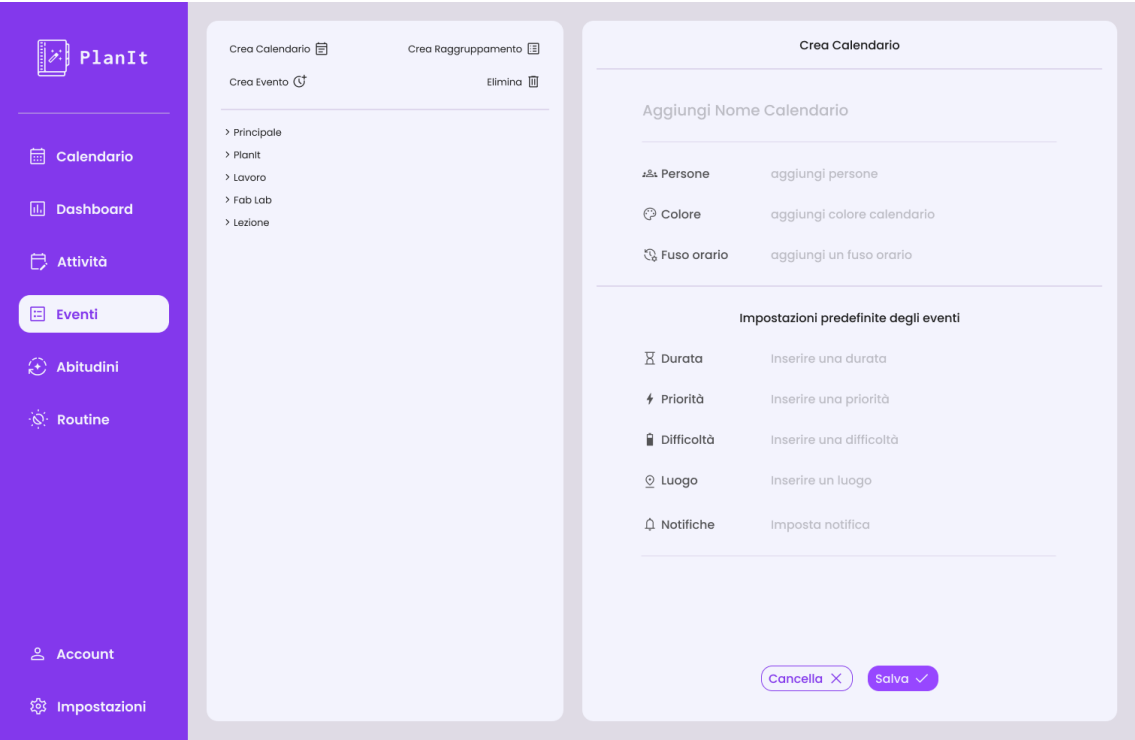 PlanIt
Calendario
Dashboard
Attività
Eventi
Abitudini
Routine
Account
Impostazioni
Crea Calendario
Crea Raggruppamento
Crea Evento
Elimina
> Principale
> PlanIt
> Lavoro
> Fab Lab
> Lezione
Crea Calendario
Aggiungi Nome Calendario
Persone aggiungi persone
Colore aggiungi colore calendario
Fuso orario aggiungi un fuso orario
Impostazioni predefinite degli eventi
Durata Inserire una durata
Priorità Inserire una priorità
Difficoltà Inserire una difficoltà
Luogo Inserire un luogo
Notifiche Imposta notifica
Cancella
Salva